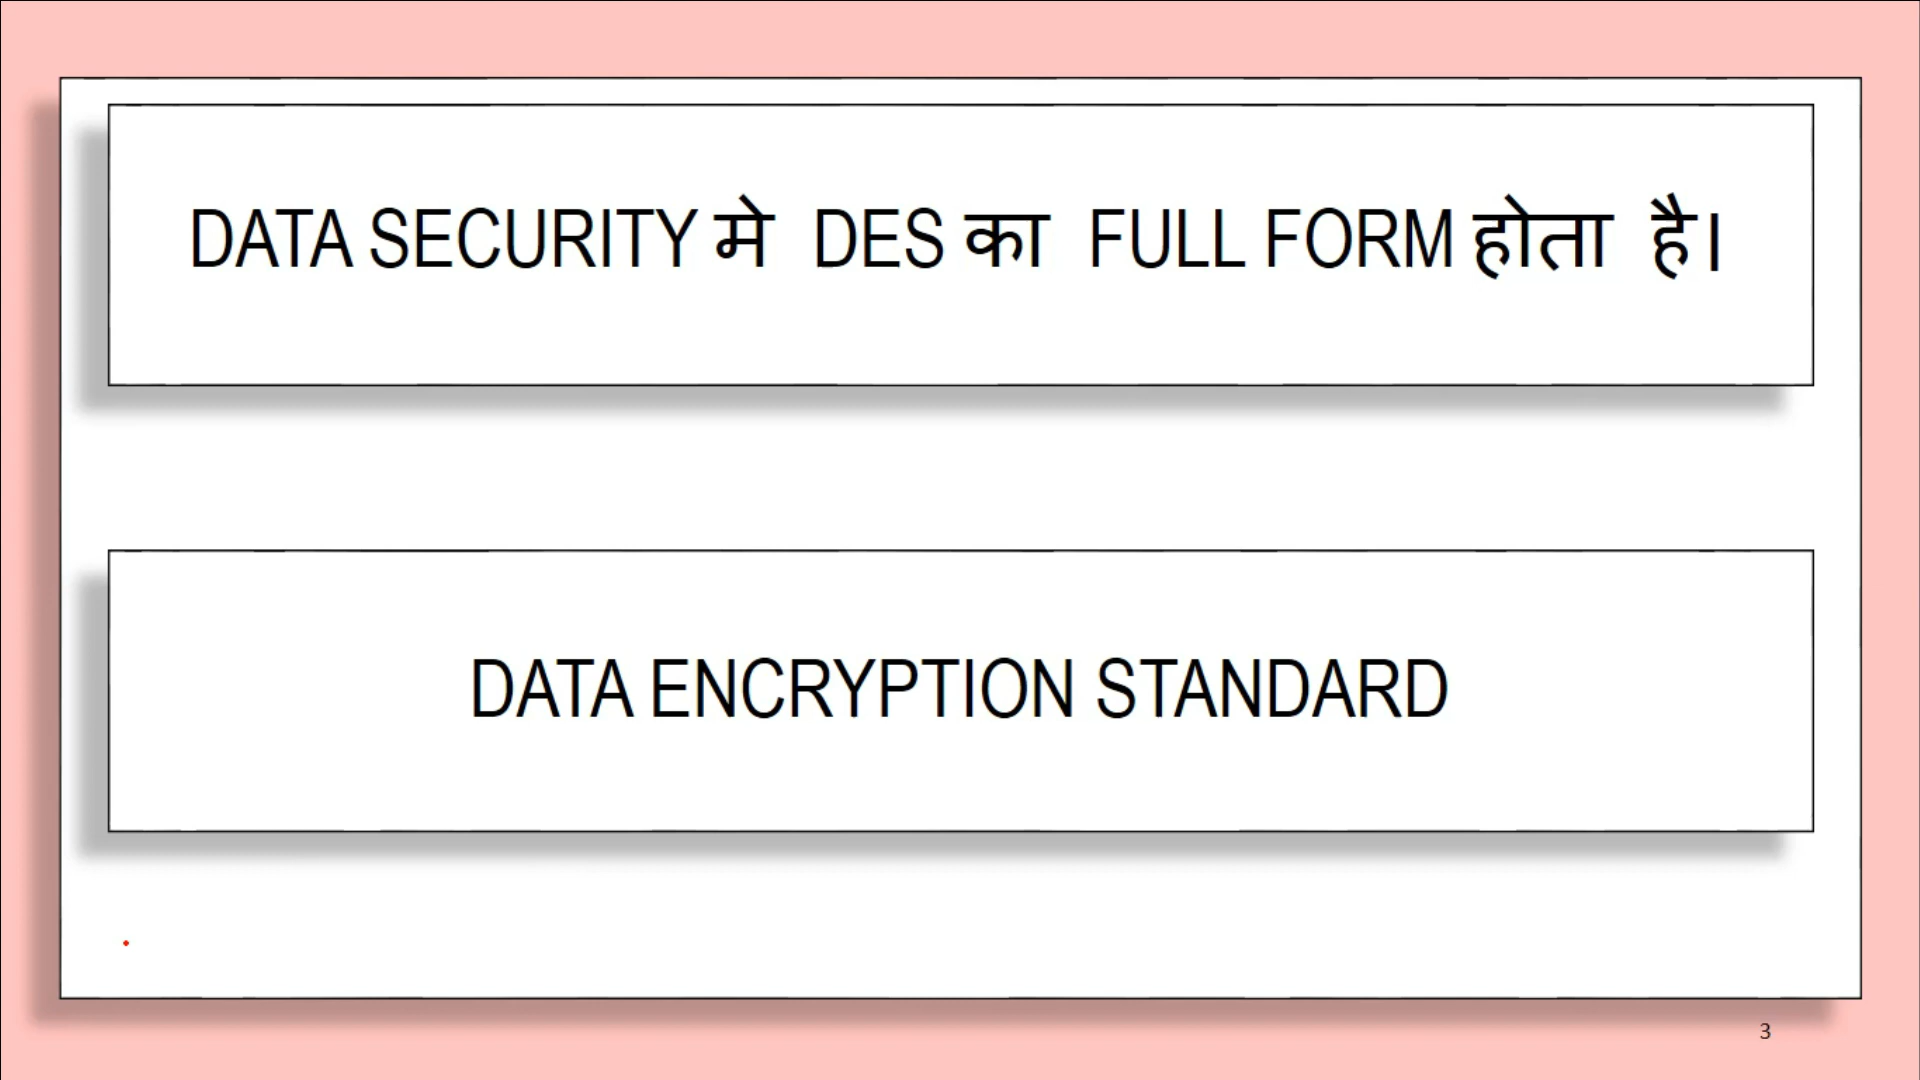 DATA SECURITY मे DES का FULL FORM होता है।
DATA ENCRYPTION STANDARD
3